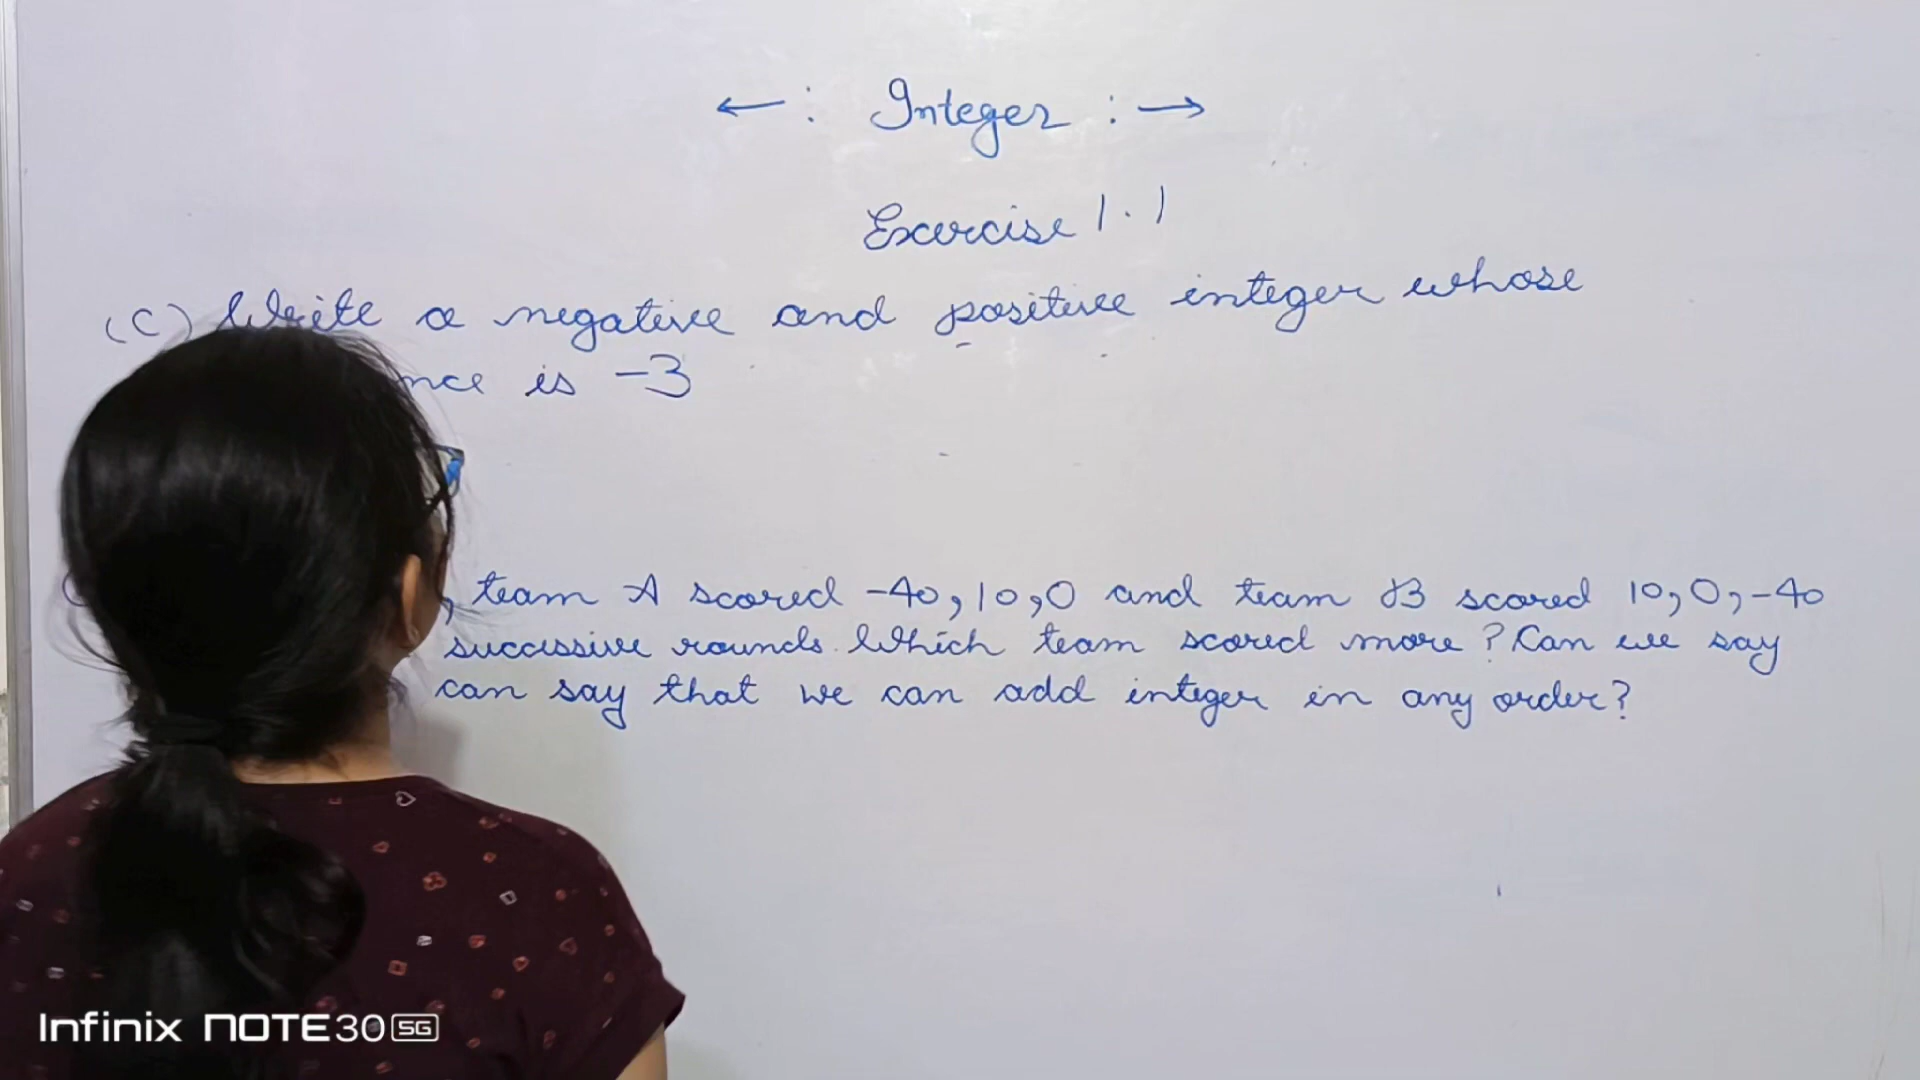 ←: Integer :→
Exercise 1.1
(C) Write a negative and positive integer whose
nce is -3
, team A scored -40, 10, 0 and team B scored 10, 0, -40
successive rounds. Which team scored more? Can we say
can say that we can add integer in any order?
Infinix NOTE 30 5G